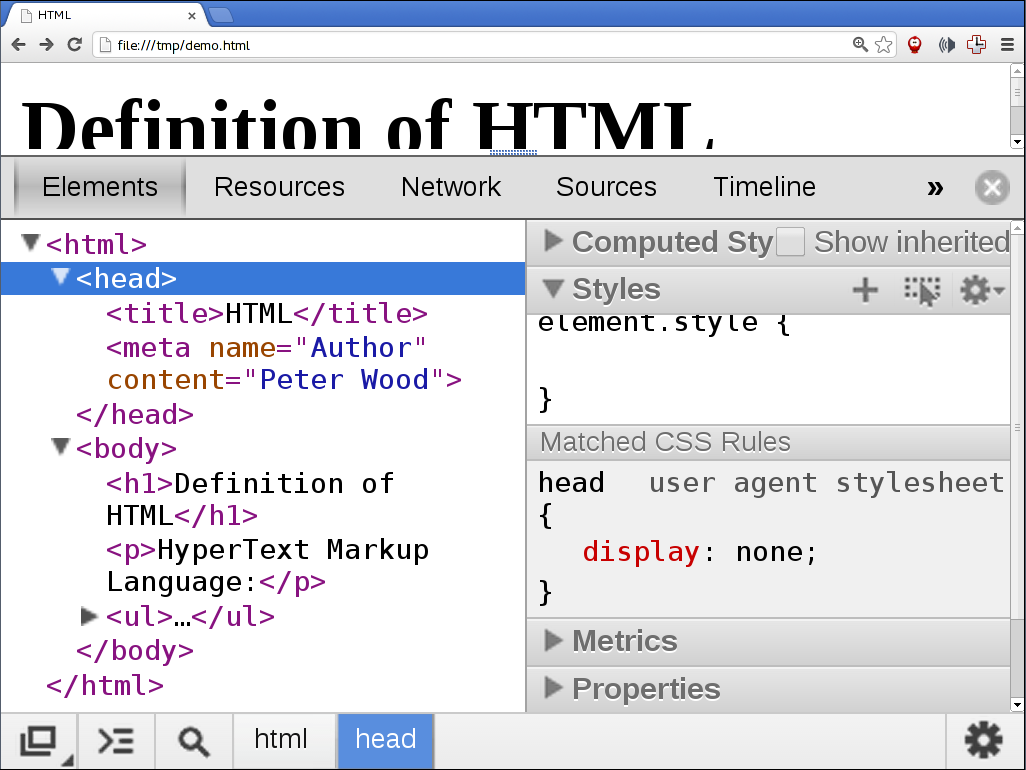 HTML
file:///tmp/demo.html
Definition of HTML
Elements Resources Network Sources Timeline »
<html>
<head>
<title>HTML</title>
<meta name="Author"
content="Peter Wood">
</head>
<body>
<h1>Definition of
HTML</h1>
<p>HyperText Markup
Language:</p>
<ul>…</ul>
</body>
</html>
Computed Sty Show inherited
Styles
element.style {
}
Matched CSS Rules
head user agent stylesheet
{
display: none;
}
Metrics
Properties
html head